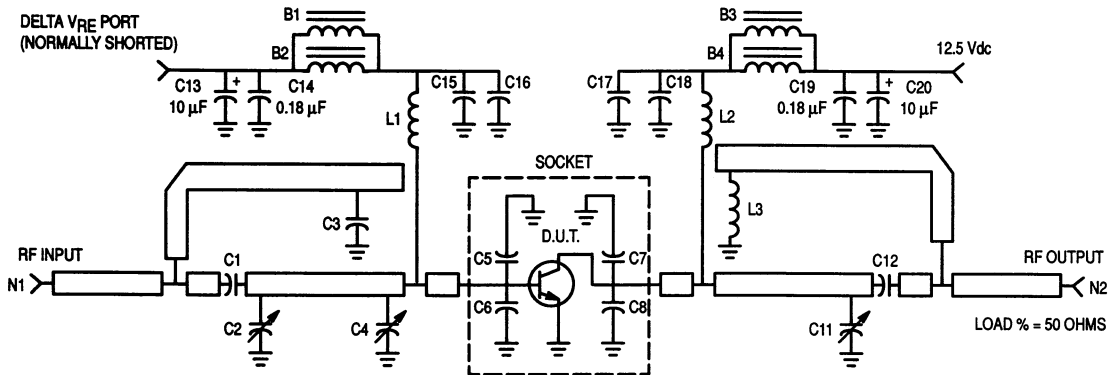 DELTA VRE PORT
(NORMALLY SHORTED)
B1
B2
C13
10 µF
+
C14
0.18 µF
C15
C16
L1
B3
B4
12.5 Vdc
C17
C18
C19
0.18 µF
+
C20
10 µF
L2
SOCKET
C3
L3
C5
D.U.T.
C7
RF INPUT
N1
C1
C6
C8
C12
RF OUTPUT
N2
C2
C4
C11
LOAD % = 50 OHMS